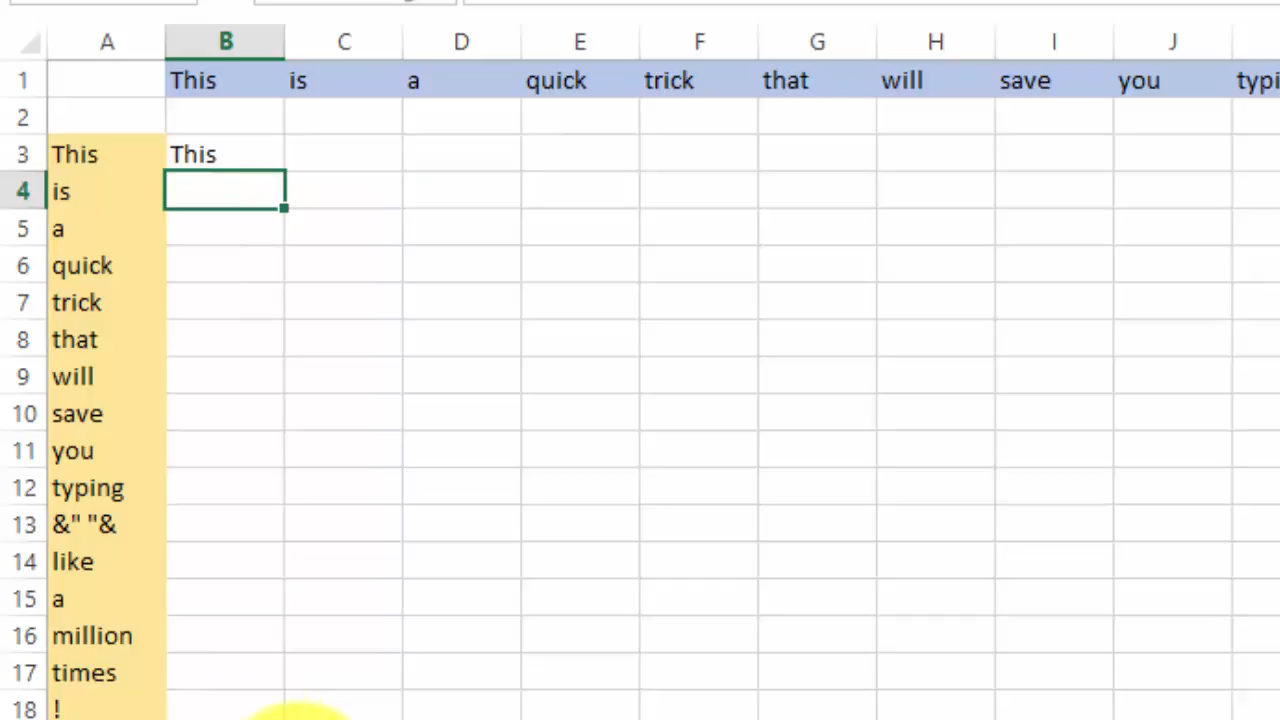 A B C D E F G H I J
1 This is a quick trick that will save you typi
2
3 This This
4 is
5 a
6 quick
7 trick
8 that
9 will
10 save
11 you
12 typing
13 &" "&
14 like
15 a
16 million
17 times
18 !